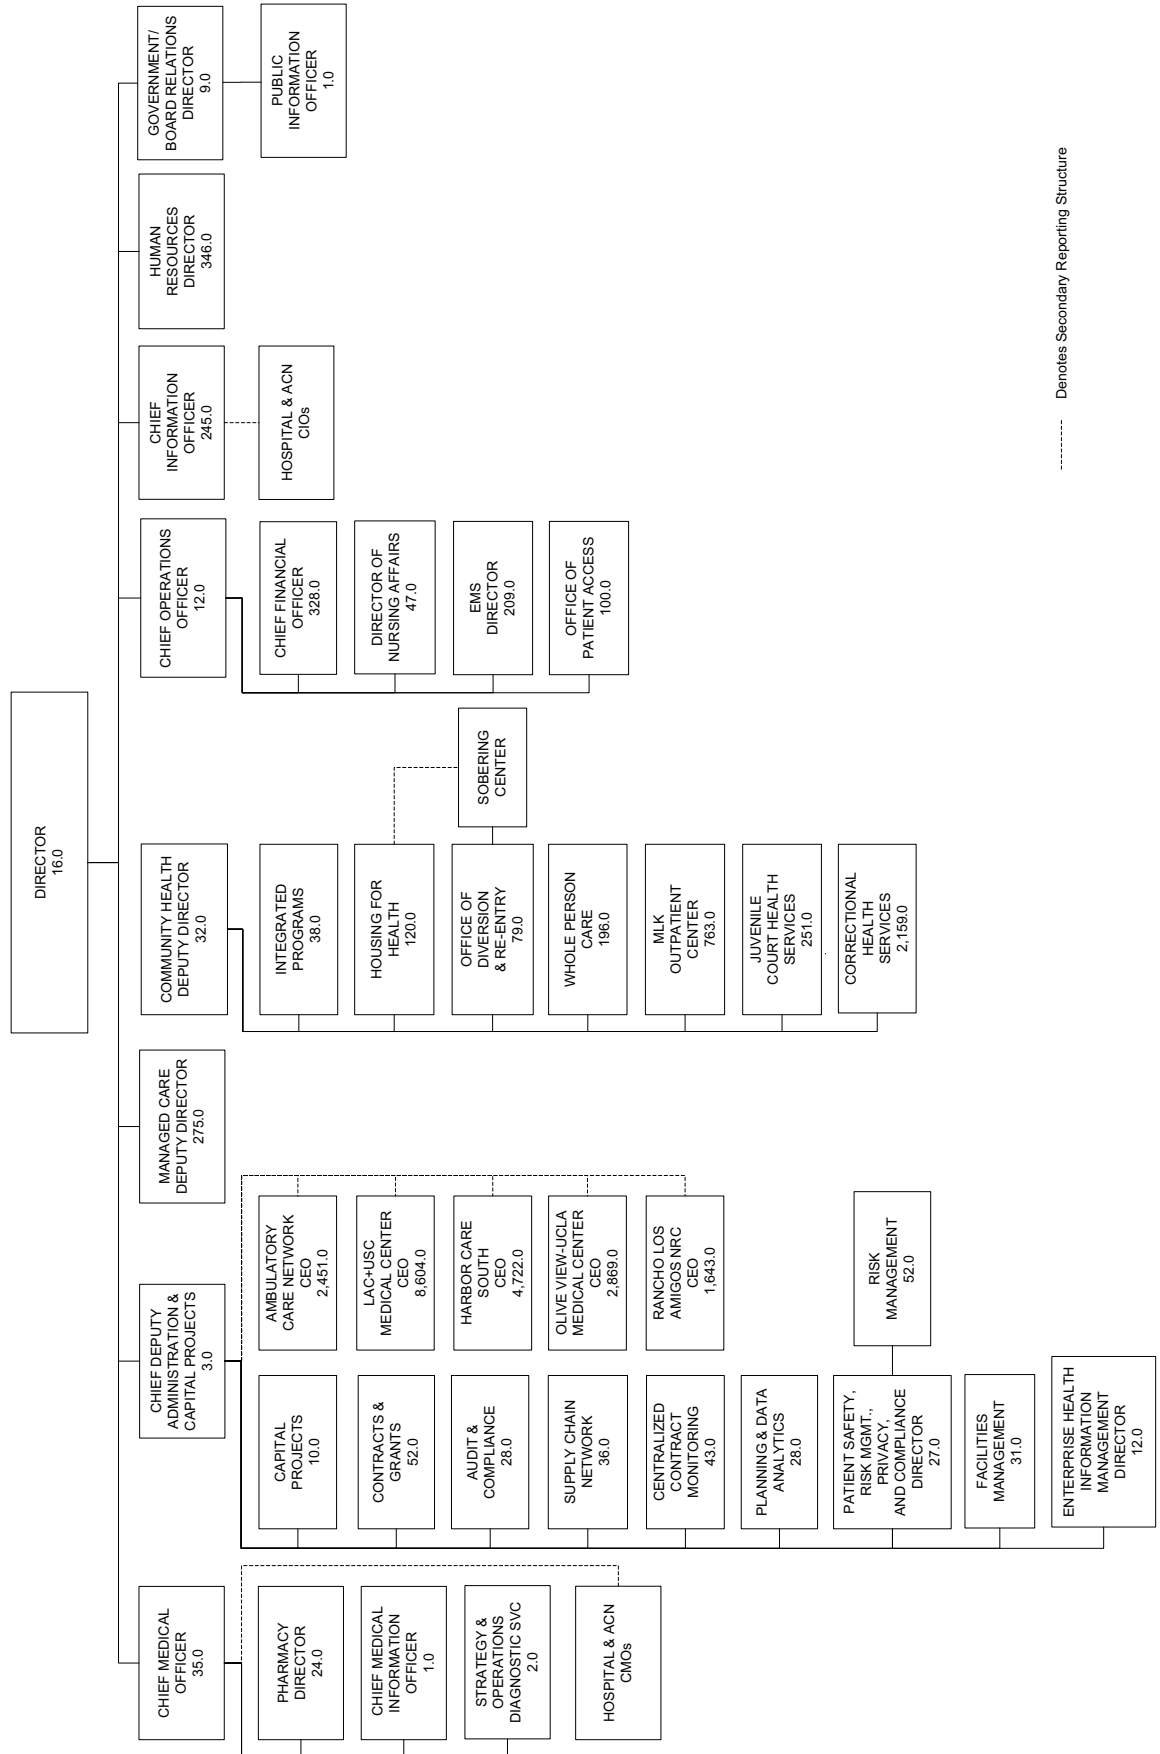 DIRECTOR
16.0
CHIEF MEDICAL
OFFICER
35.0
PHARMACY
DIRECTOR
24.0
CHIEF MEDICAL
INFORMATION
OFFICER
1.0
STRATEGY &
OPERATIONS
DIAGNOSTIC SVC
2.0
HOSPITAL & ACN
CMOs
CHIEF DEPUTY
ADMINISTRATION &
CAPITAL PROJECTS
3.0
CAPITAL
PROJECTS
10.0
CONTRACTS &
GRANTS
52.0
AUDIT &
COMPLIANCE
28.0
SUPPLY CHAIN
NETWORK
36.0
CENTRALIZED
CONTRACT
MONITORING
43.0
PLANNING & DATA
ANALYTICS
28.0
PATIENT SAFETY,
RISK MGMT.,
PRIVACY,
AND COMPLIANCE
DIRECTOR
27.0
FACILITIES
MANAGEMENT
31.0
ENTERPRISE HEALTH
INFORMATION
MANAGEMENT
DIRECTOR
12.0
AMBULATORY
CARE NETWORK
CEO
2,451.0
LAC+USC
MEDICAL CENTER
CEO
8,604.0
HARBOR CARE
SOUTH
CEO
4,722.0
OLIVE VIEW-UCLA
MEDICAL CENTER
CEO
2,869.0
RANCHO LOS
AMIGOS NRC
CEO
1,643.0
RISK
MANAGEMENT
52.0
MANAGED CARE
DEPUTY DIRECTOR
275.0
COMMUNITY HEALTH
DEPUTY DIRECTOR
32.0
INTEGRATED
PROGRAMS
38.0
HOUSING FOR
HEALTH
120.0
OFFICE OF
DIVERSION
& RE-ENTRY
79.0
SOBERING
CENTER
WHOLE PERSON
CARE
196.0
MLK
OUTPATIENT
CENTER
763.0
JUVENILE
COURT HEALTH
SERVICES
251.0
CORRECTIONAL
HEALTH
SERVICES
2,159.0
CHIEF OPERATIONS
OFFICER
12.0
CHIEF FINANCIAL
OFFICER
328.0
DIRECTOR OF
NURSING AFFAIRS
47.0
EMS
DIRECTOR
209.0
OFFICE OF
PATIENT ACCESS
100.0
CHIEF
INFORMATION
OFFICER
245.0
HOSPITAL & ACN
CIOs
HUMAN
RESOURCES
DIRECTOR
346.0
GOVERNMENT/
BOARD RELATIONS
DIRECTOR
9.0
PUBLIC
INFORMATION
OFFICER
1.0
Denotes Secondary Reporting Structure